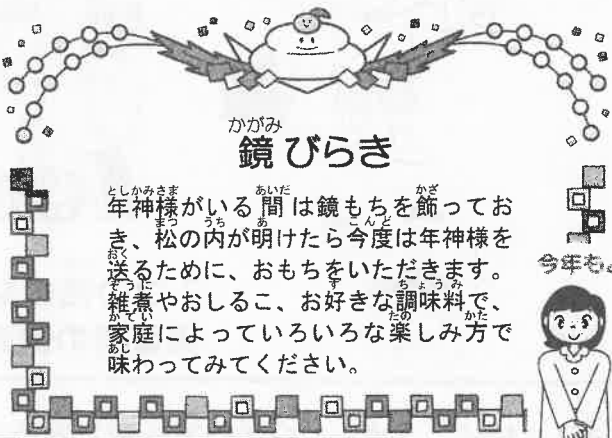 鏡びらき
年神様がいる間は鏡もちを飾ってお
き、松の内が明けたら今度は年神様を
送るために、おもちをいただきます。
雑煮やおしるこ、お好きな調味料で、
家庭によっていろいろな楽しみ方で
味わってみてください。
今年も